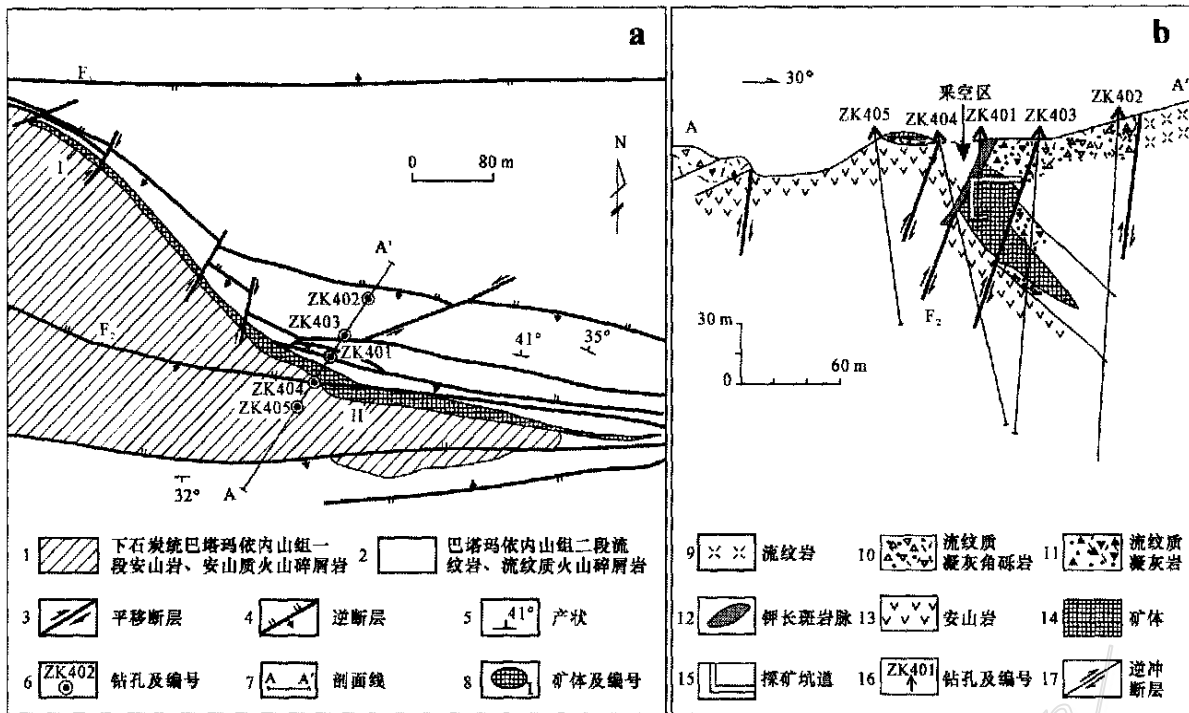 a
F₁
I
0 80 m
N
A'
ZK402
ZK403
ZK401
F₂
ZK404
ZK405
II
41°
35°
32°
A
1 下石炭统巴塔玛依内山组一
段安山岩、安山质火山碎屑岩
2 巴塔玛依内山组二段流
纹岩、流纹质火山碎屑岩
3 平移断层
4 逆断层
5 41° 产状
6 ZK402 钻孔及编号
7 A A' 剖面线
8 I 矿体及编号
b
30°
采空区
A
ZK405
ZK404
ZK401
ZK403
ZK402
A'
F₂
30 m
0
60 m
9 流纹岩
10 流纹质
凝灰角砾岩
11 流纹质
凝灰岩
12 钾长斑岩脉
13 安山岩
14 矿体
15 探矿坑道
16 ZK401 钻孔及编号
17 逆冲
断层